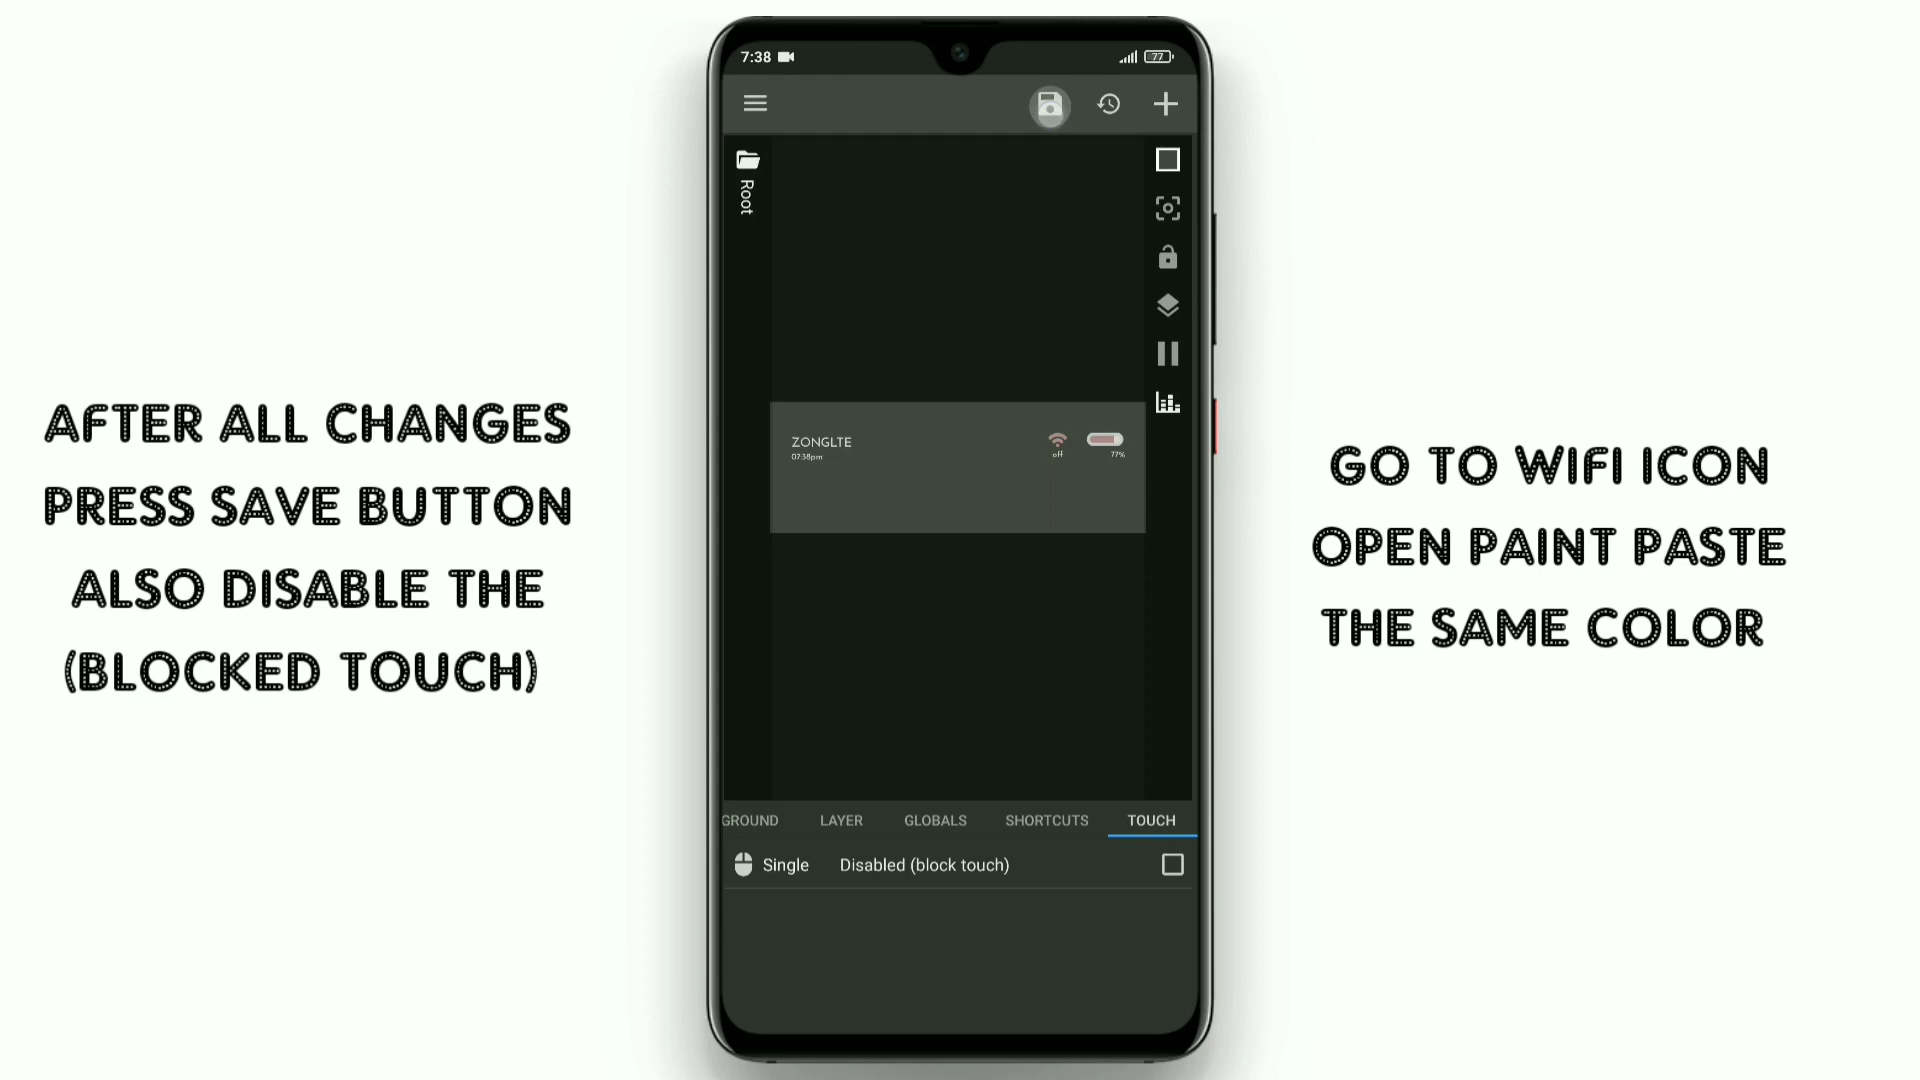 AFTER ALL CHANGES
PRESS SAVE BUTTON
ALSO DISABLE THE
(BLOCKED TOUCH)
7:38
77
Root
ZONGLTE
07:38pm
off
77%
GROUND LAYER GLOBALS SHORTCUTS TOUCH
Single Disabled (block touch)
GO TO WIFI ICON
OPEN PAINT PASTE
THE SAME COLOR